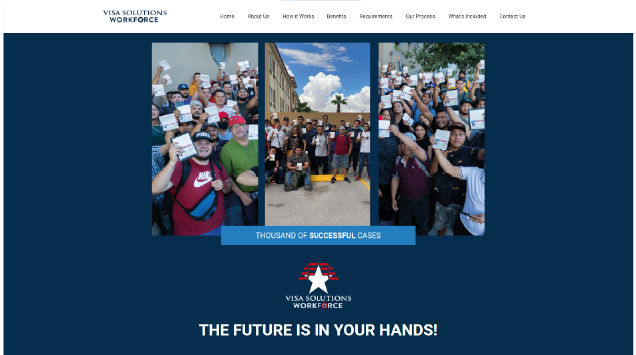 VISA SOLUTIONS
WORKFORCE
Home About Us How it Works Benefits Requirements Our Process What's Included Contact Us
THOUSAND OF SUCCESSFUL CASES
VISA SOLUTIONS
WORKFORCE
THE FUTURE IS IN YOUR HANDS!